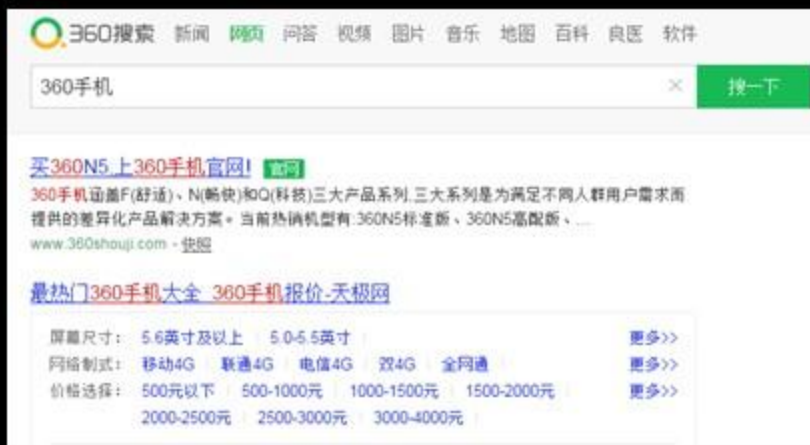 360搜索 新闻 网页 问答 视频 图片 音乐 地图 百科 良医 软件
360手机 × 搜一下
买360N5,上360手机官网! 官网
360手机涵盖F(舒适)、N(畅快)和Q(科技)三大产品系列.三大系列是为满足不同人群用户需求而
提供的差异化产品解决方案。当前热销机型有:360N5标准版、360N5高配版、...
www.360shouji.com - 快照
最热门360手机大全_360手机报价-天极网
屏幕尺寸: 5.6英寸及以上 5.0-5.5英寸 更多>>
网络制式: 移动4G 联通4G 电信4G 双4G 全网通 更多>>
价格选择: 500元以下 500-1000元 1000-1500元 1500-2000元 更多>>
2000-2500元 2500-3000元 3000-4000元